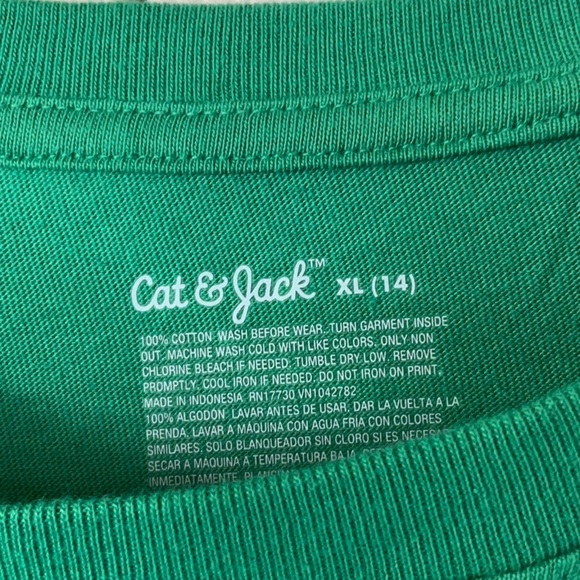 Cat & Jack™ XL (14)
100% COTTON WASH BEFORE WEAR, TURN GARMENT INSIDE
OUT, MACHINE WASH COLD WITH LIKE COLORS, ONLY NON
CHLORINE BLEACH IF NEEDED; TUMBLE DRY LOW. REMOVE
PROMPTLY, COOL IRON IF NEEDED. DO NOT IRON ON PRINT.
MADE IN INDONESIA RN17730 VN1042782
100% ALGODON LAVAR ANTES DE USAR; DAR LA VUELTA A LA
PRENDA, LAVAR A MAQUINA CON AGUA FRÍA CON COLORES
SIMILARES, SOLO BLANQUEADOR SIN CLORO SI ES
SECAR A MAQUINA A TEMPERATURA BAJA,
INMEDIATAMENTE,